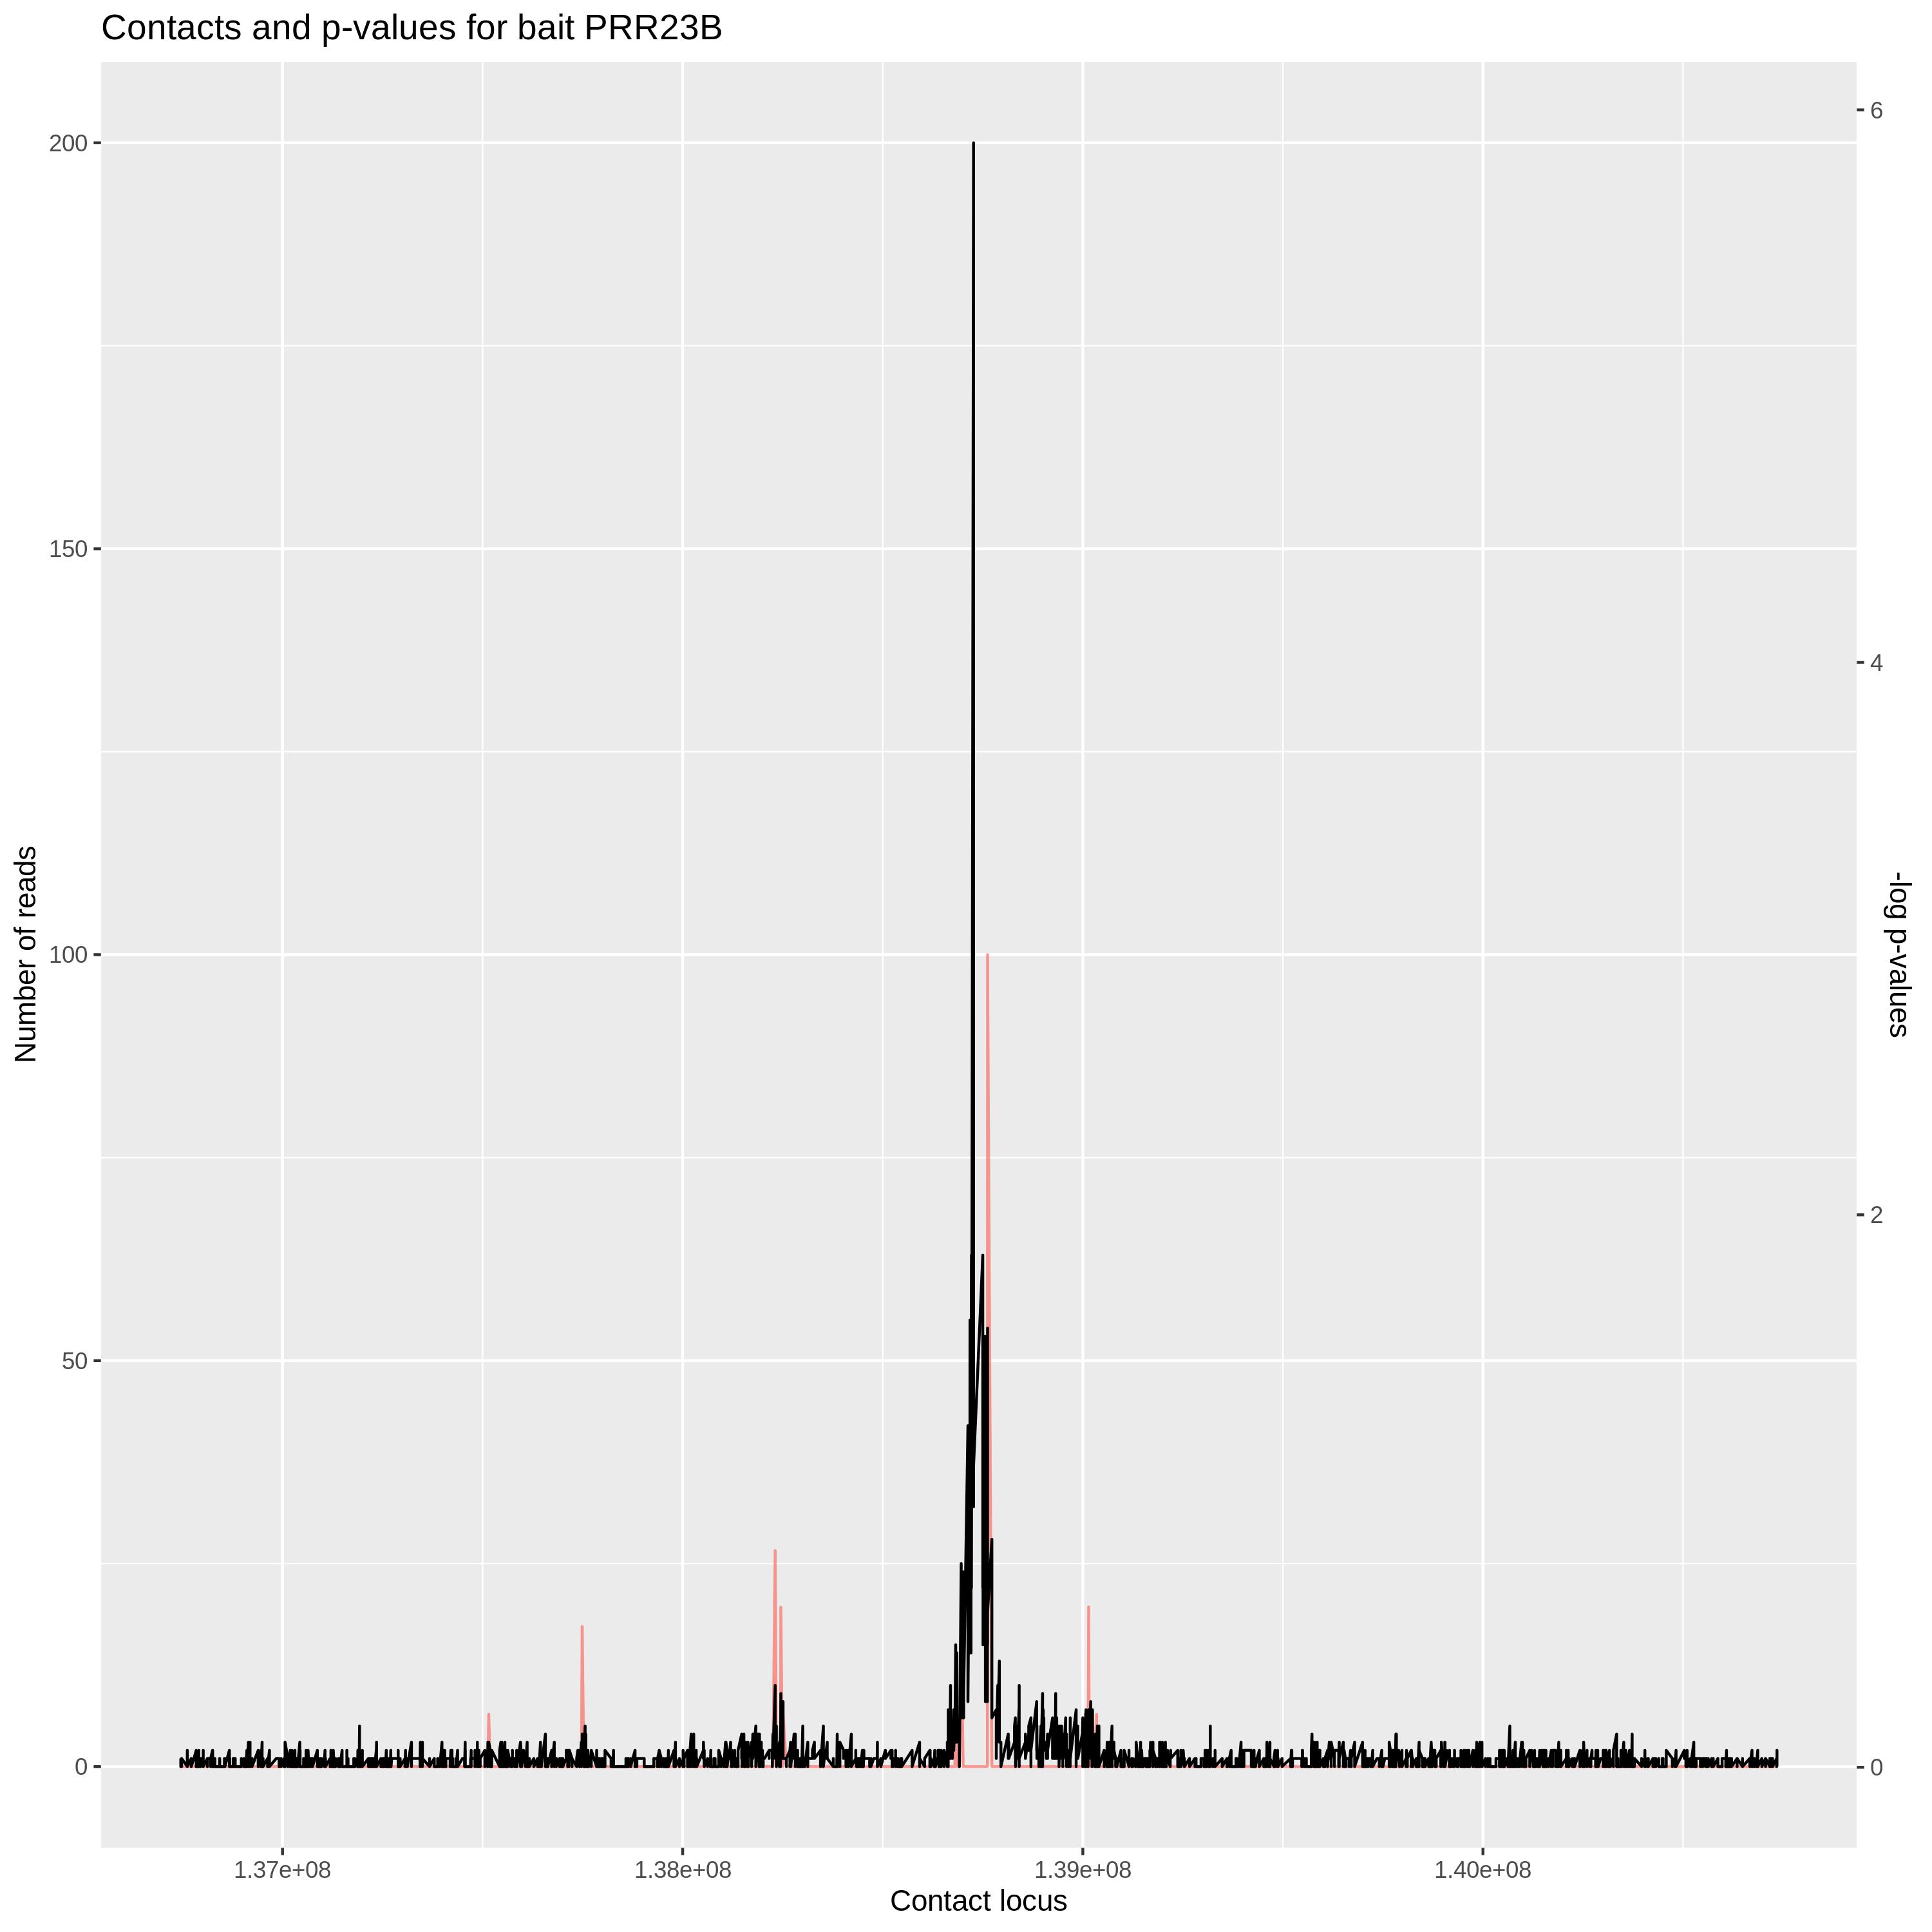 Contacts and p-values for bait PRR23B
200
150
100
50
0
Number of reads
6
4
2
0
-log p-values
1.37e+08
1.38e+08
1.39e+08
1.40e+08
Contact locus